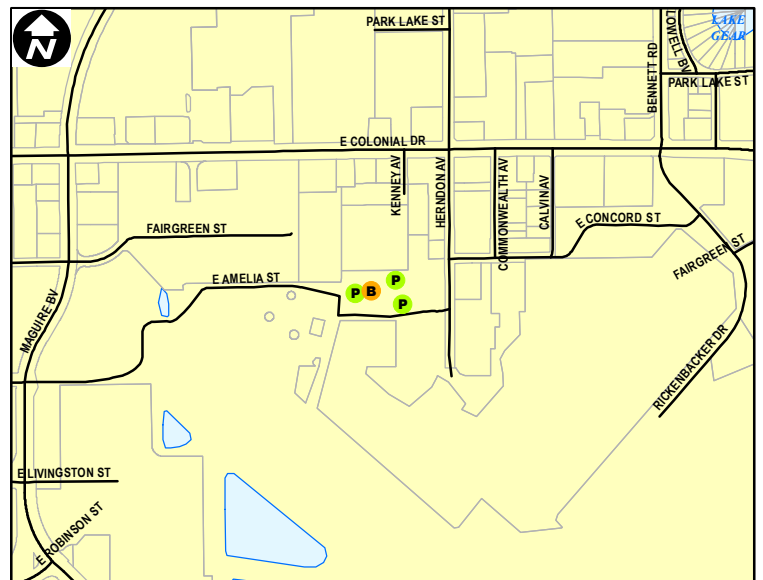 N
PARK LAKE ST
BENNETT RD
LOWELL BV
LAKE
GEAR
PARK LAKE ST
E COLONIAL DR
KENNEY AV
HERNDON AV
COMMONWEALTH AV
CALVIN AV
E CONCORD ST
FAIRGREEN ST
FAIRGREEN ST
E AMELIA ST
P
B
P
P
MAGUIRE BV
RICKENBACKER DR
E LIVINGSTON ST
E ROBINSON ST